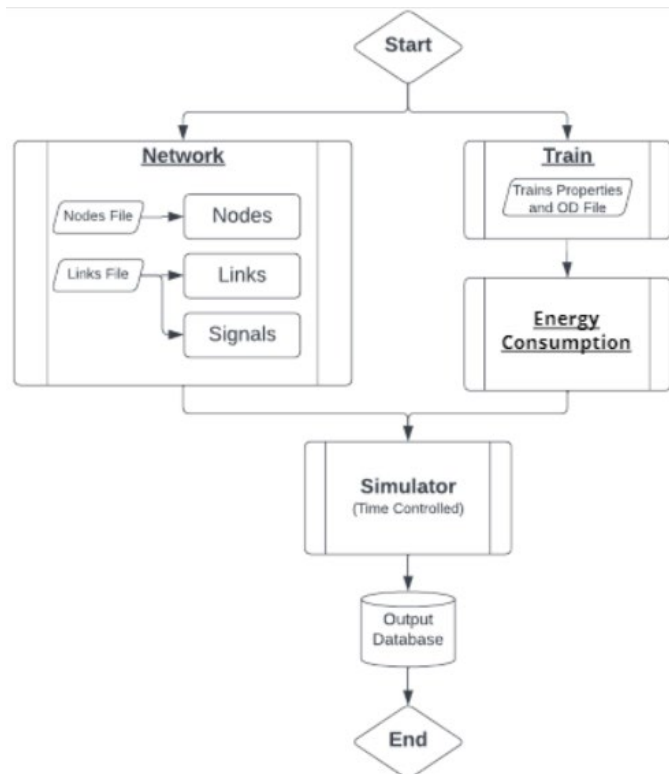 Start
Network
Nodes File
Nodes
Links File
Links
Signals
Train
Trains Properties
and OD File
Energy
Consumption
Simulator
(Time Controlled)
Output
Database
End